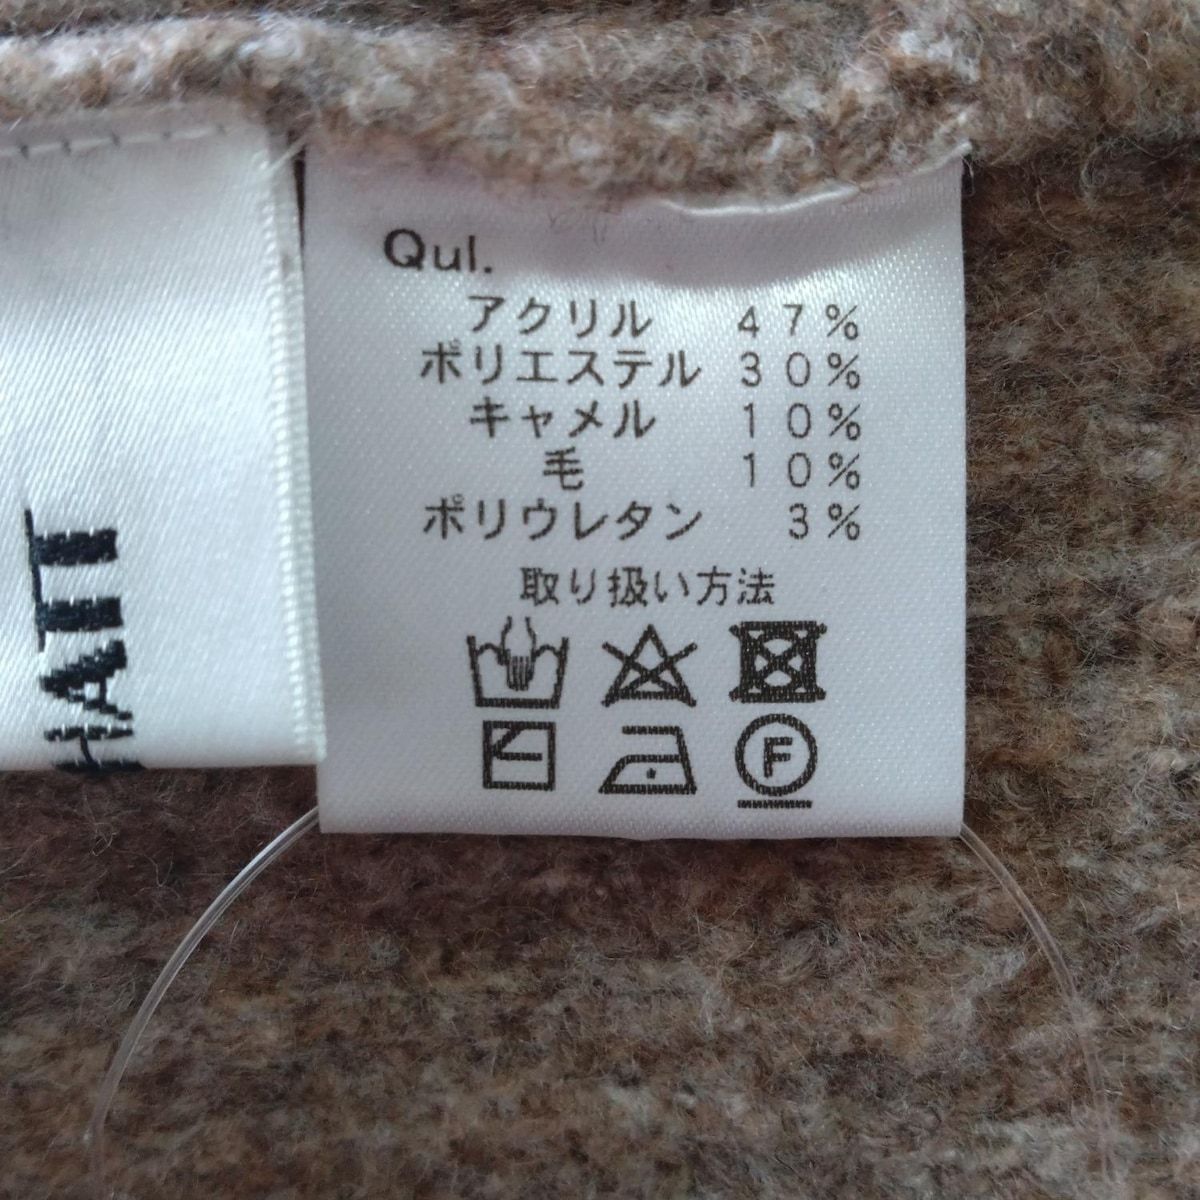 Qul.
アクリル 47%
ポリエステル 30%
キャメル 10%
毛 10%
ポリウレタン 3%
取り扱い方法
F
HATT